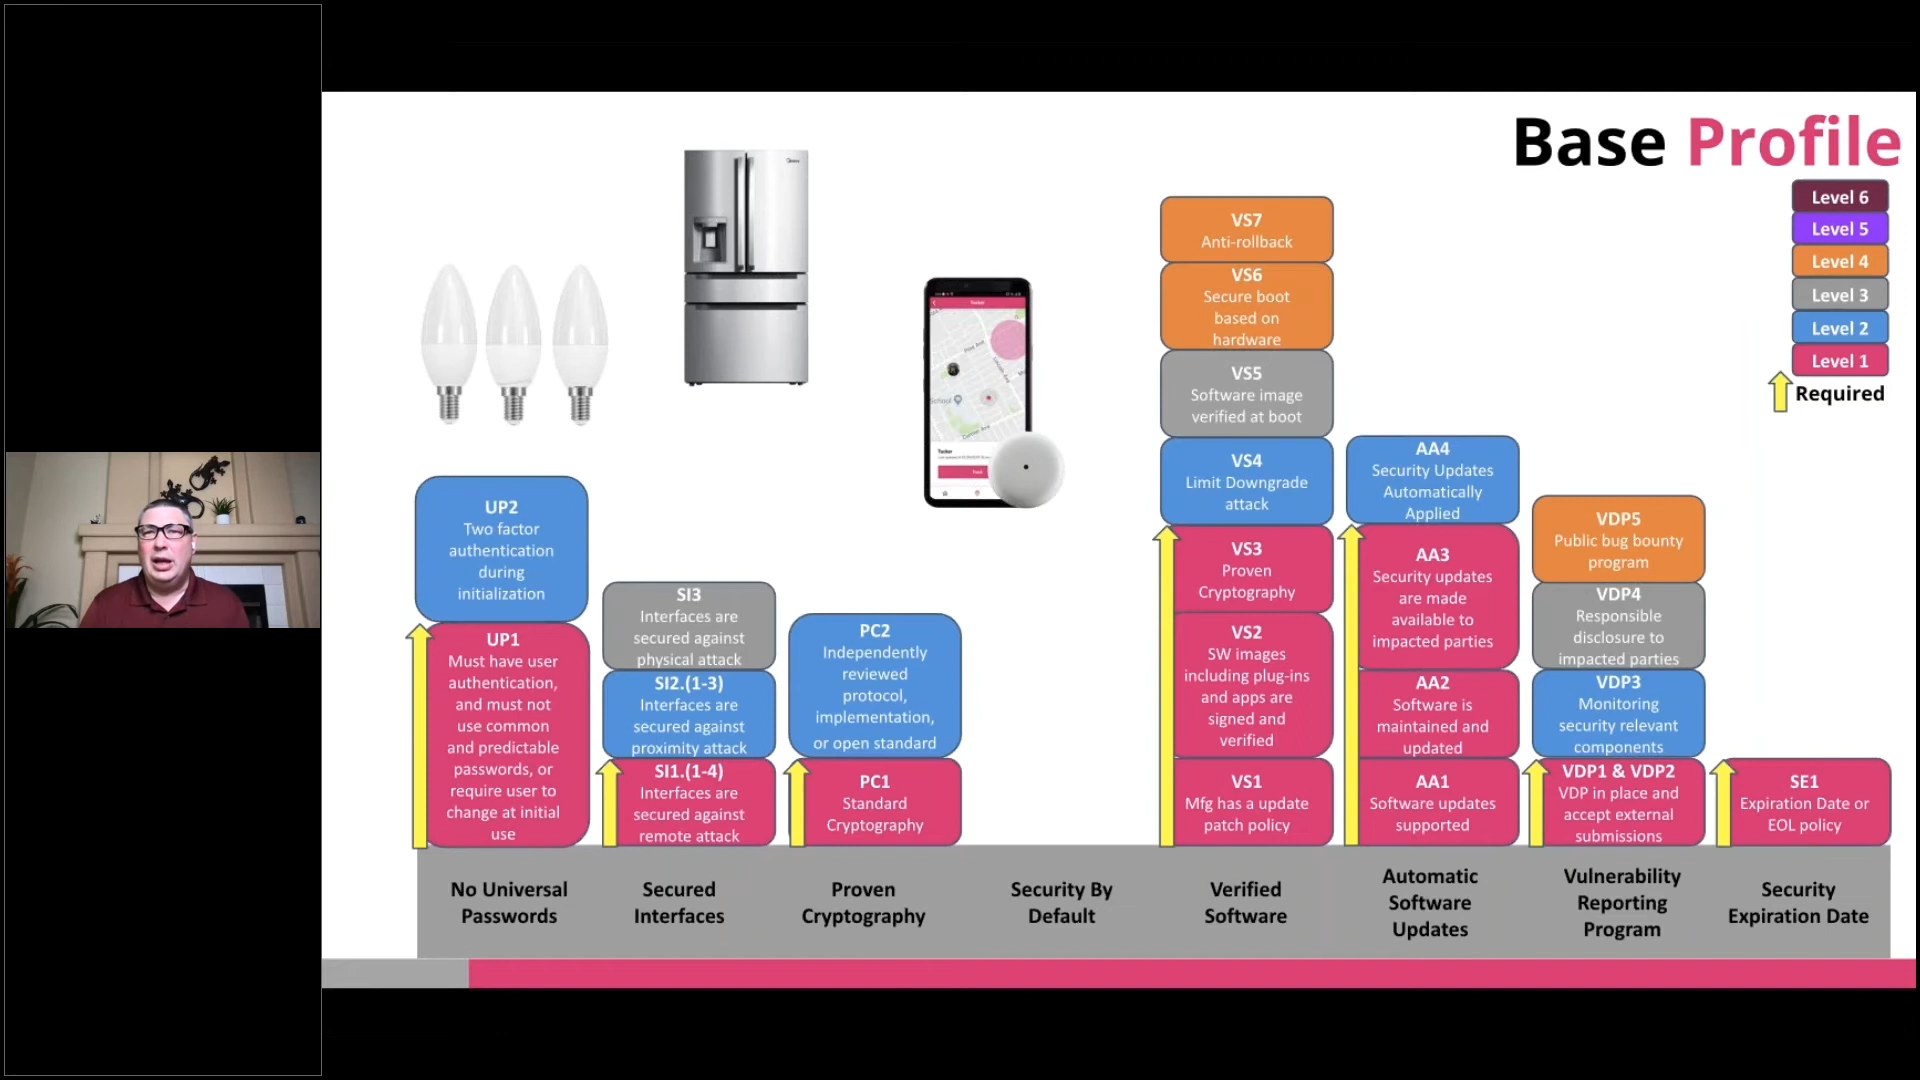 Base Profile
Level 6
Level 5
Level 4
Level 3
Level 2
Level 1
Required
UP2
Two factor
authentication
during
initialization
UP1
Must have user
authentication,
and must not
use common
and predictable
passwords, or
require user to
change at initial
use
No Universal
Passwords
SI3
Interfaces are
secured against
physical attack
SI2.(1-3)
Interfaces are
secured against
proximity attack
SI1.(1-4)
Interfaces are
secured against
remote attack
Secured
Interfaces
PC2
Independently
reviewed
protocol,
implementation,
or open standard
PC1
Standard
Cryptography
Proven
Cryptography
School
Security By
Default
VS7
Anti-rollback
VS6
Secure boot
based on
hardware
VS5
Software image
verified at boot
VS4
Limit Downgrade
attack
VS3
Proven
Cryptography
VS2
SW images
including plug-ins
and apps are
signed and
verified
VS1
Mfg has a update
patch policy
Verified
Software
AA4
Security Updates
Automatically
Applied
AA3
Security updates
are made
available to
impacted parties
AA2
Software is
maintained and
updated
AA1
Software updates
supported
Automatic
Software
Updates
VDP5
Public bug bounty
program
VDP4
Responsible
disclosure to
impacted parties
VDP3
Monitoring
security relevant
components
VDP1 & VDP2
VDP in place and
accept external
submissions
Vulnerability
Reporting
Program
SE1
Expiration Date or
EOL policy
Security
Expiration Date